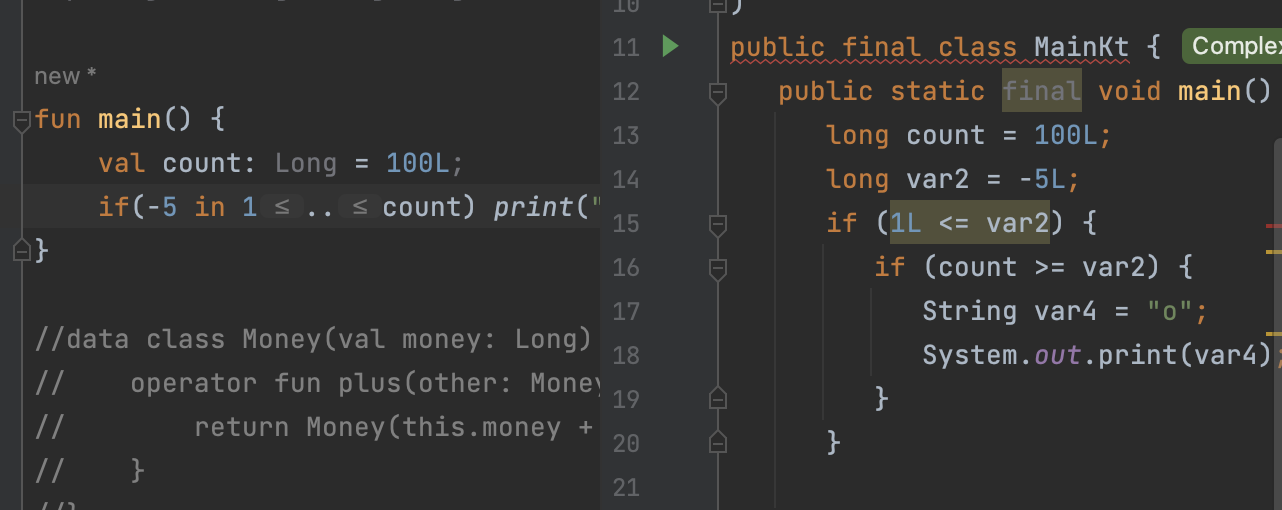 new *
fun main() {
val count: Long = 100L;
if(-5 in 1 ≤ .. ≤ count) print("
}
//data class Money(val money: Long)
// operator fun plus(other: Money
// return Money(this.money +
// }
10 )
11 public final class MainKt { Complex
12 public static final void main()
13 long count = 100L;
14 long var2 = -5L;
15 if (1L <= var2) {
16 if (count >= var2) {
17 String var4 = "o";
18 System.out.print(var4);
19 }
20 }
21